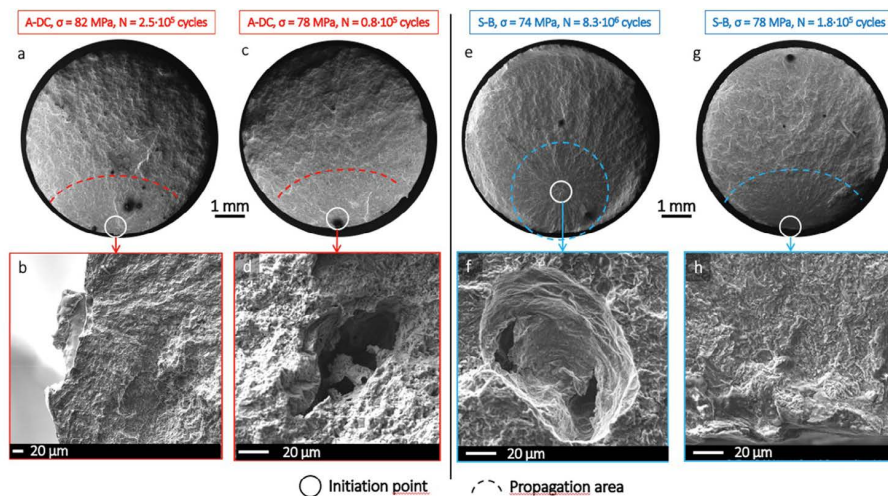 A-DC, σ = 82 MPa, N = 2.5·10⁵ cycles
A-DC, σ = 78 MPa, N = 0.8·10⁵ cycles
S-B, σ = 74 MPa, N = 8.3·10⁶ cycles
S-B, σ = 78 MPa, N = 1.8·10⁵ cycles
a
c
e
g
1 mm
1 mm
b
d
f
h
20 µm
20 µm
20 µm
20 µm
Initiation point
Propagation area